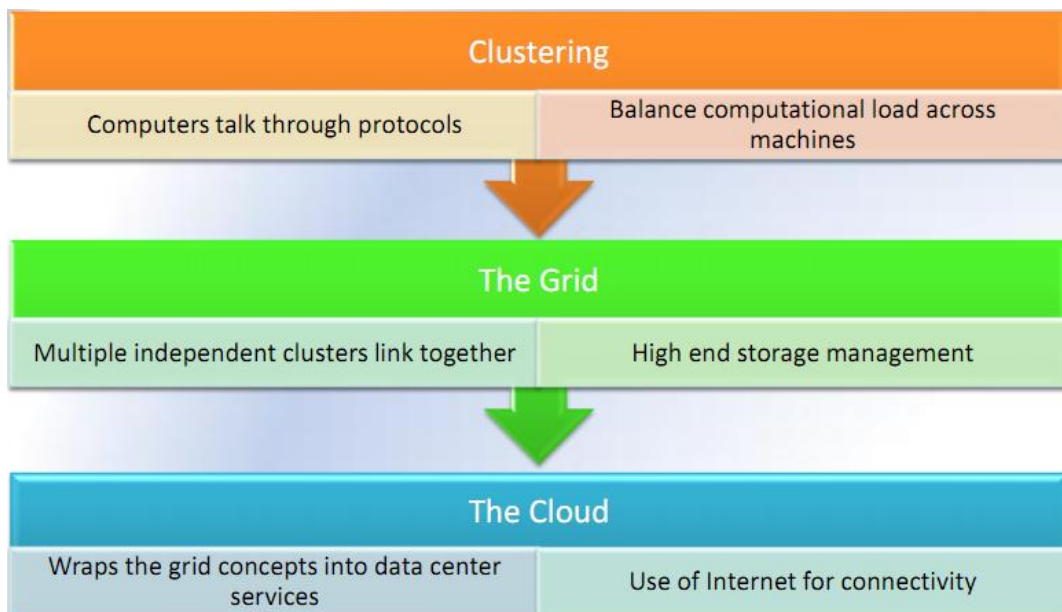 Clustering
Computers talk through protocols
Balance computational load across
machines
The Grid
Multiple independent clusters link together
High end storage management
The Cloud
Wraps the grid concepts into data center
services
Use of Internet for connectivity